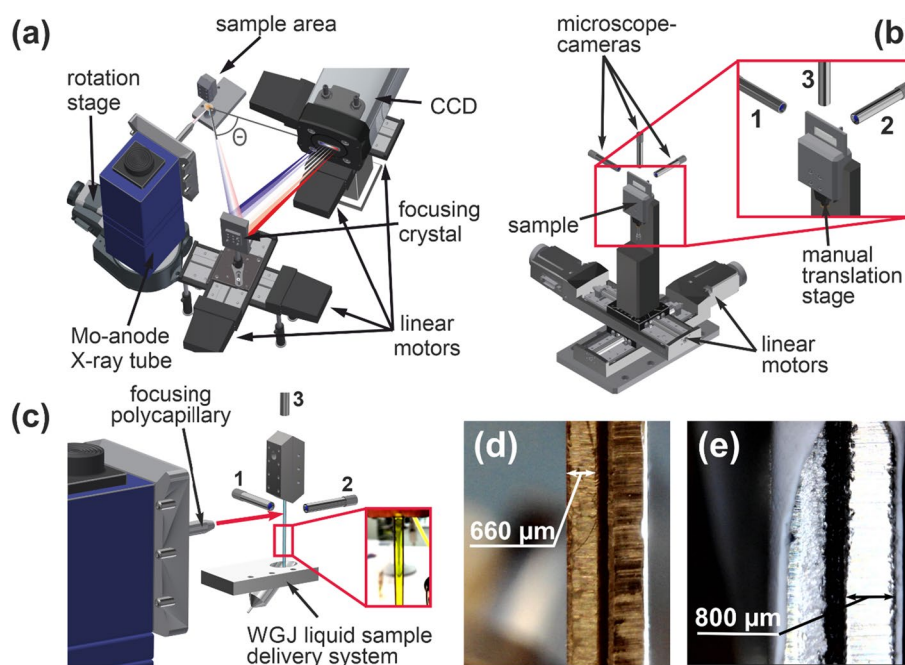 (a)
sample area
rotation
stage
CCD
Θ
focusing
crystal
linear
motors
Mo-anode
X-ray tube
(b)
microscope-
cameras
3
1
2
sample
manual
translation
stage
linear
motors
(c)
focusing
polycapillary
3
1
2
WGJ liquid sample
delivery system
(d)
660 µm
(e)
800 µm